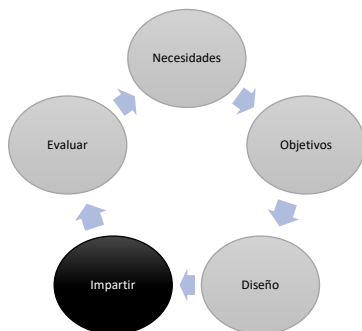 Necesidades
Objetivos
Diseño
Impartir
Evaluar